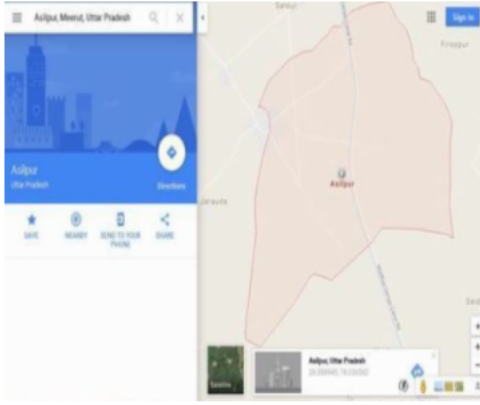 Asilpur, Meerut, Uttar Pradesh
Sign in
Firozpur
Jarauda
Asilpur
Uttar Pradesh
Directions
SAVE
NEARBY
SEND TO YOUR
PHONE
SHARE
Asilpur
Asilpur, Uttar Pradesh
Satellite